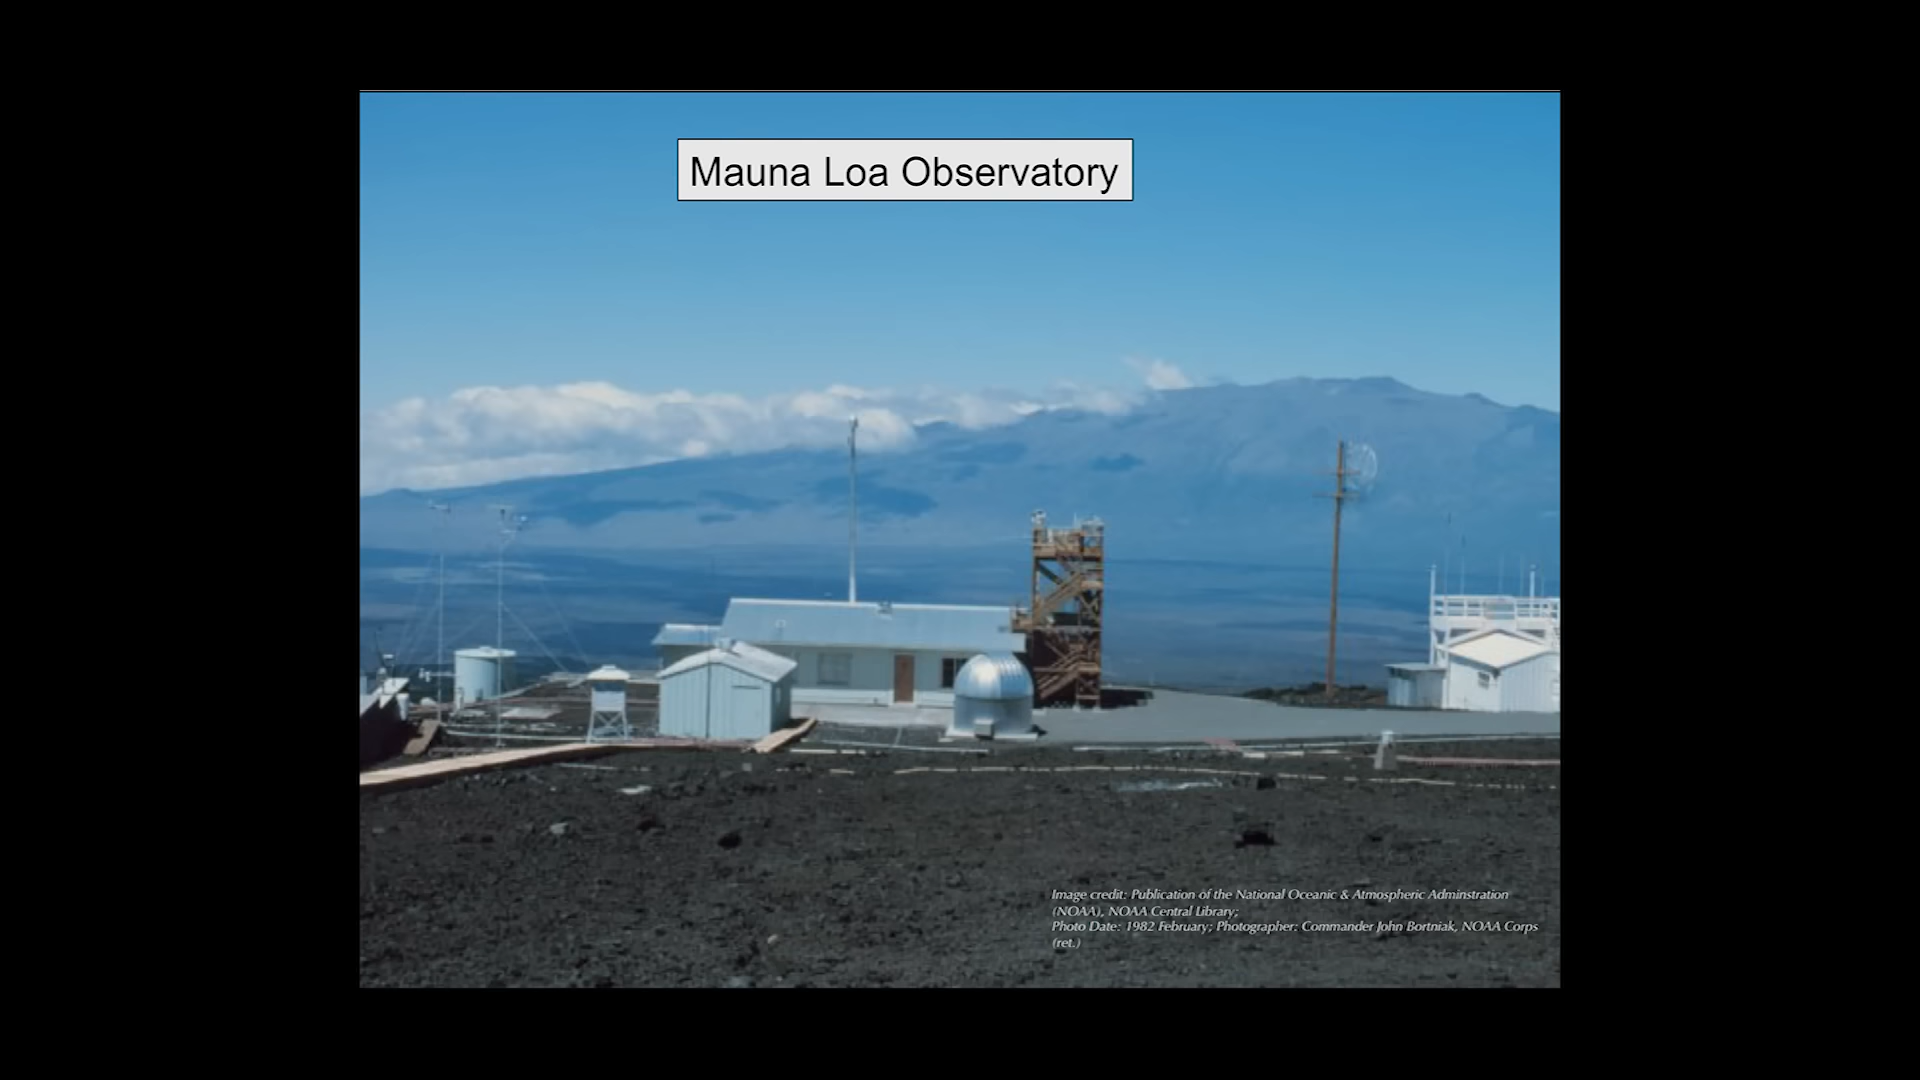 Mauna Loa Observatory
Image credit: Publication of the National Oceanic & Atmospheric Adminstration
(NOAA), NOAA Central Library;
Photo Date: 1982 February; Photographer: Commander John Bortniak, NOAA Corps
(ret.)